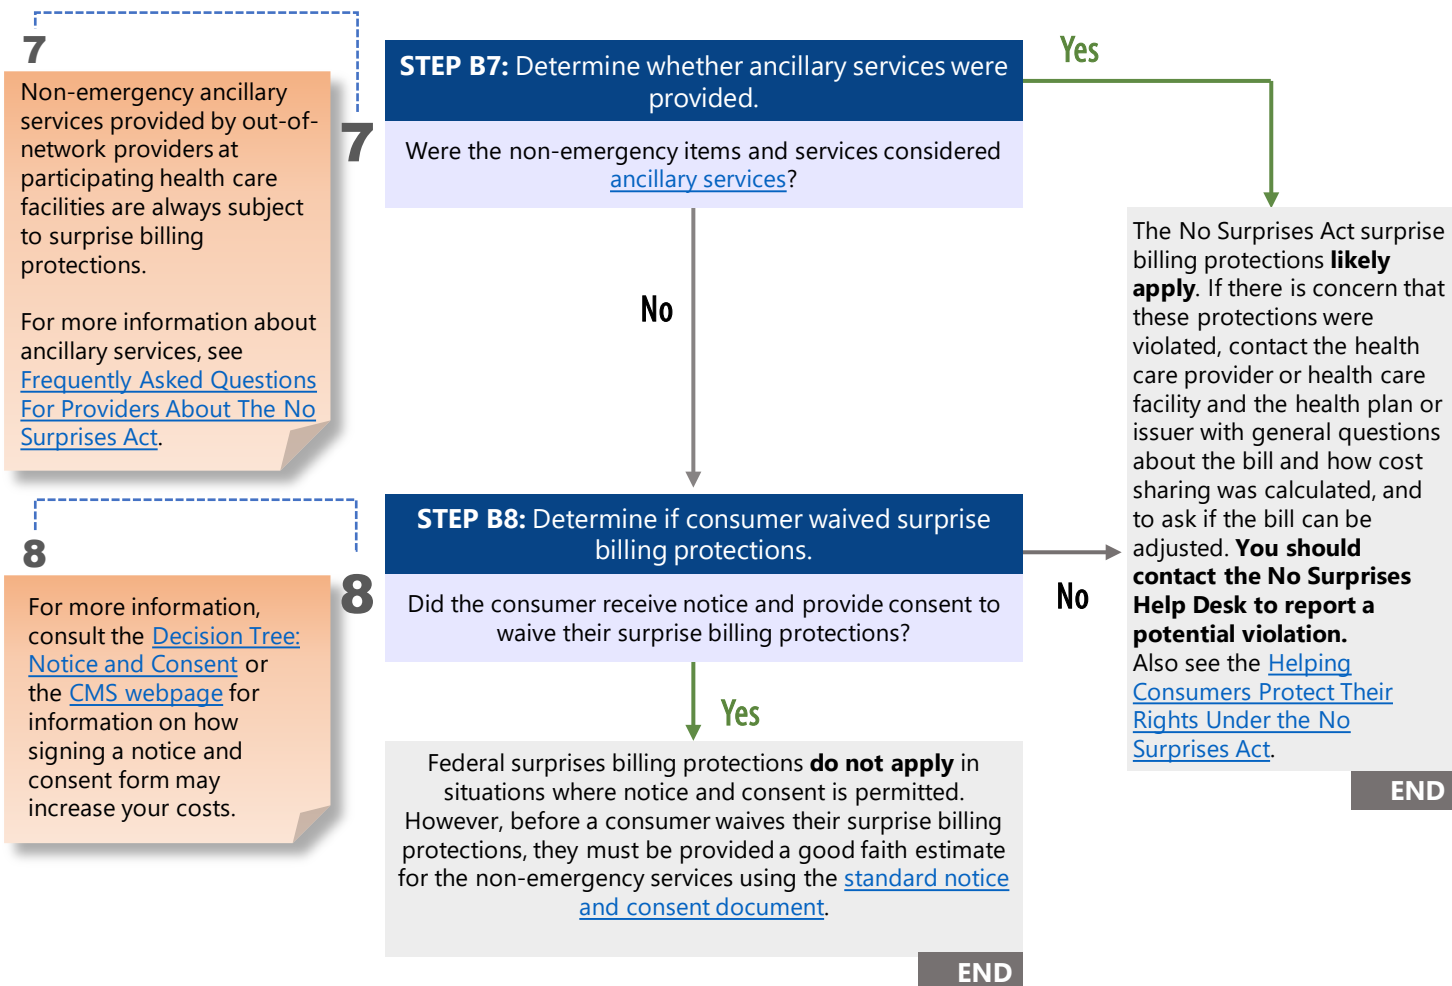 7
Non-emergency ancillary
services provided by out-of-
network providers at
participating health care
facilities are always subject
to surprise billing
protections.
For more information about
ancillary services, see
Frequently Asked Questions
For Providers About The No
Surprises Act.
7
STEP B7: Determine whether ancillary services were
provided.
Were the non-emergency items and services considered
ancillary services?
Yes
No
The No Surprises Act surprise
billing protections likely
apply. If there is concern that
these protections were
violated, contact the health
care provider or health care
facility and the health plan or
issuer with general questions
about the bill and how cost
sharing was calculated, and
to ask if the bill can be
adjusted. You should
contact the No Surprises
Help Desk to report a
potential violation.
Also see the Helping
Consumers Protect Their
Rights Under the No
Surprises Act.
END
8
For more information,
consult the Decision Tree:
Notice and Consent or
the CMS webpage for
information on how
signing a notice and
consent form may
increase your costs.
8
STEP B8: Determine if consumer waived surprise
billing protections.
Did the consumer receive notice and provide consent to
waive their surprise billing protections?
No
Yes
Federal surprises billing protections do not apply in
situations where notice and consent is permitted.
However, before a consumer waives their surprise billing
protections, they must be provided a good faith estimate
for the non-emergency services using the standard notice
and consent document.
END